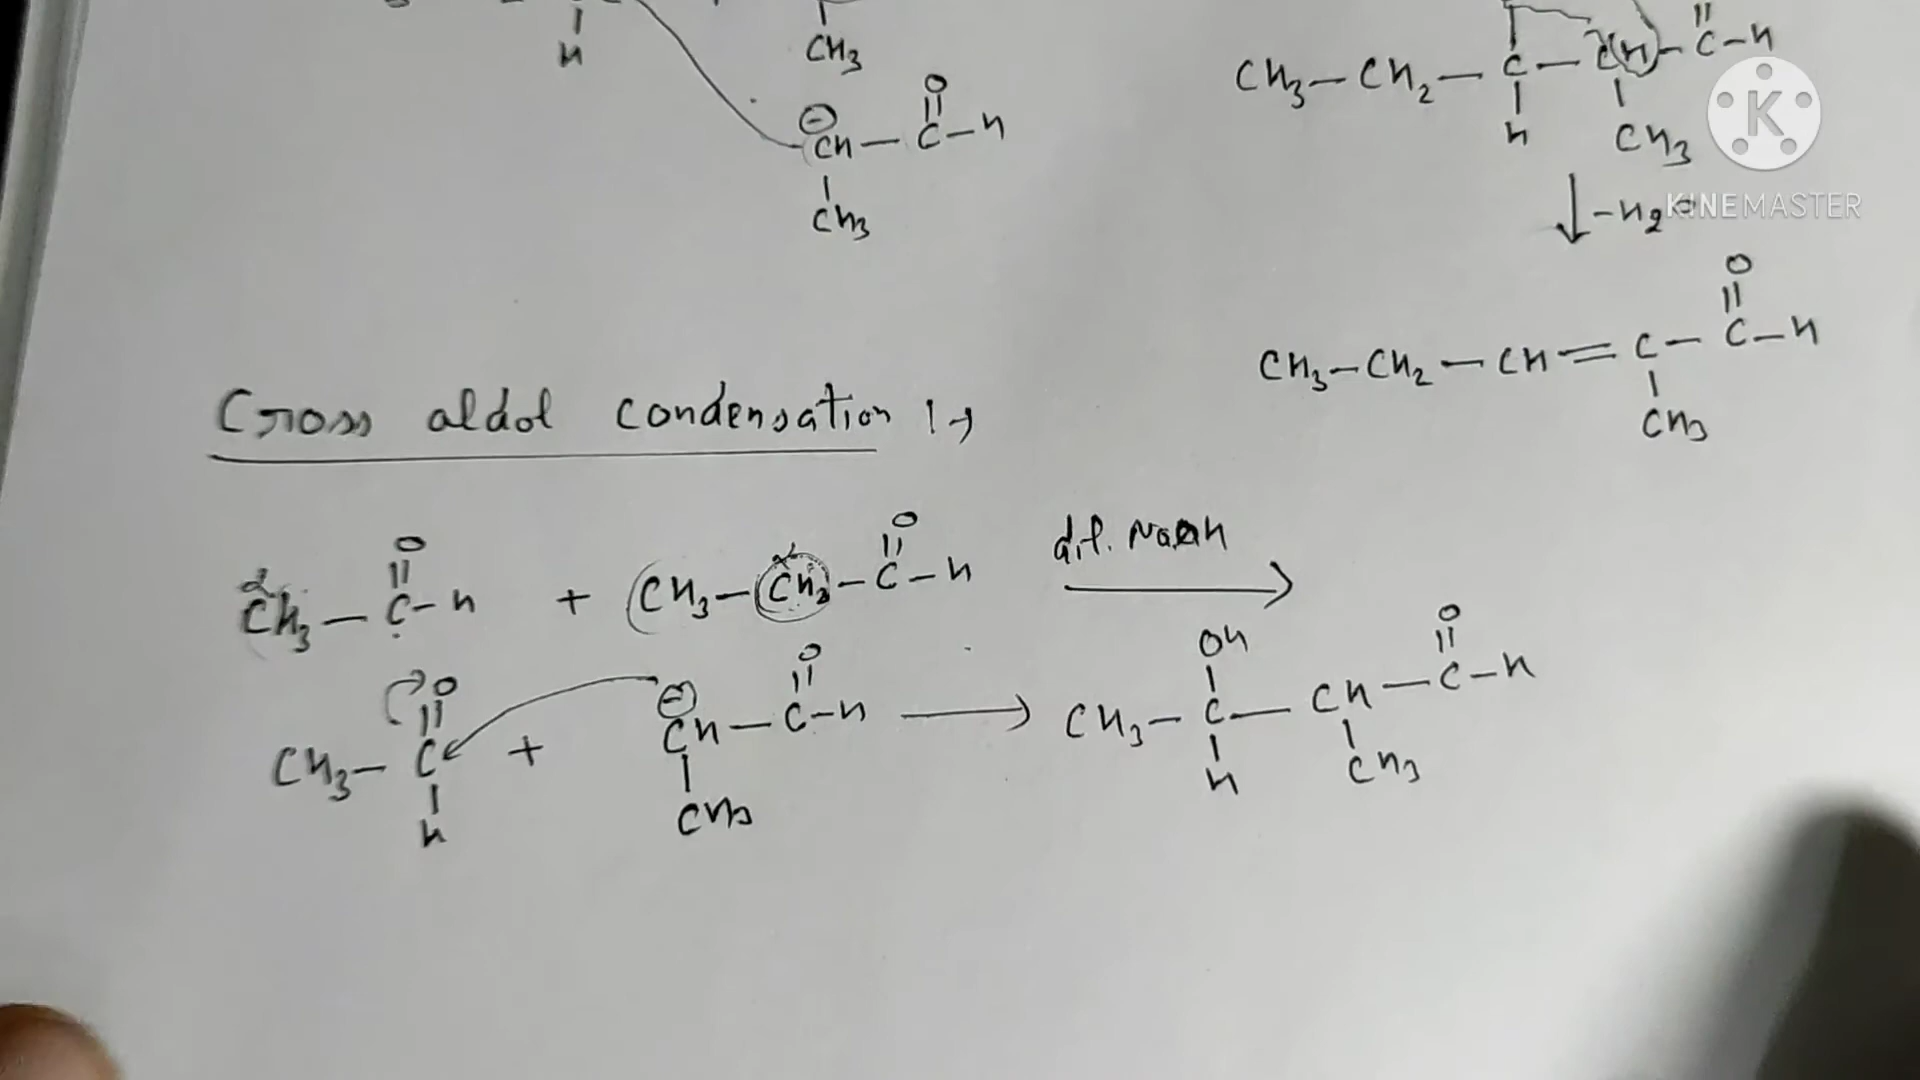 H
CH3
⊖ CH — C — H
O
CH3
CH3 — CH2 — C — CH — C — H
H
CH3
K
KINEMASTER
↓ -H2O
O
CH3 — CH2 — CH = C — C — H
CH3
Cross aldol condensation :→
O
α CH3 — C — H + CH3 — CH2 — C — H
α
O
dil. NaOH →
O
CH3 — C + ⊖ CH — C — H →
H
CH3
O
OH
O
CH3 — C — CH — C — H
H
CH3